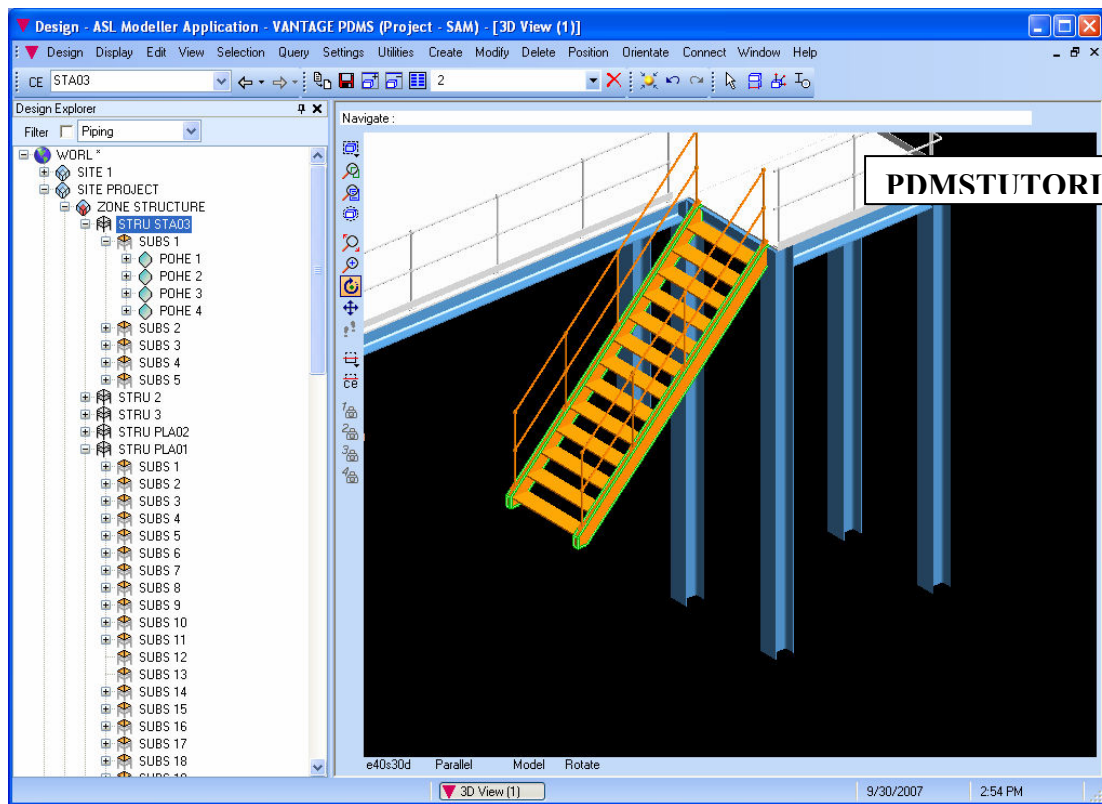 Design - ASL Modeller Application - VANTAGE PDMS (Project - SAM) - [3D View (1)]
Design Display Edit View Selection Query Settings Utilities Create Modify Delete Position Orientate Connect Window Help
CE STA03 2
Design Explorer
Filter Piping
Navigate :
WORL *
SITE 1
SITE PROJECT
ZONE STRUCTURE
STRU STA03
SUBS 1
POHE 1
POHE 2
POHE 3
POHE 4
SUBS 2
SUBS 3
SUBS 4
SUBS 5
STRU 2
STRU 3
STRU PLA02
STRU PLA01
SUBS 1
SUBS 2
SUBS 3
SUBS 4
SUBS 5
SUBS 6
SUBS 7
SUBS 8
SUBS 9
SUBS 10
SUBS 11
SUBS 12
SUBS 13
SUBS 14
SUBS 15
SUBS 16
SUBS 17
SUBS 18
ce
1
2
3
4
PDMSTUTORI
e40s30d Parallel Model Rotate
3D View (1)
9/30/2007 2:54 PM